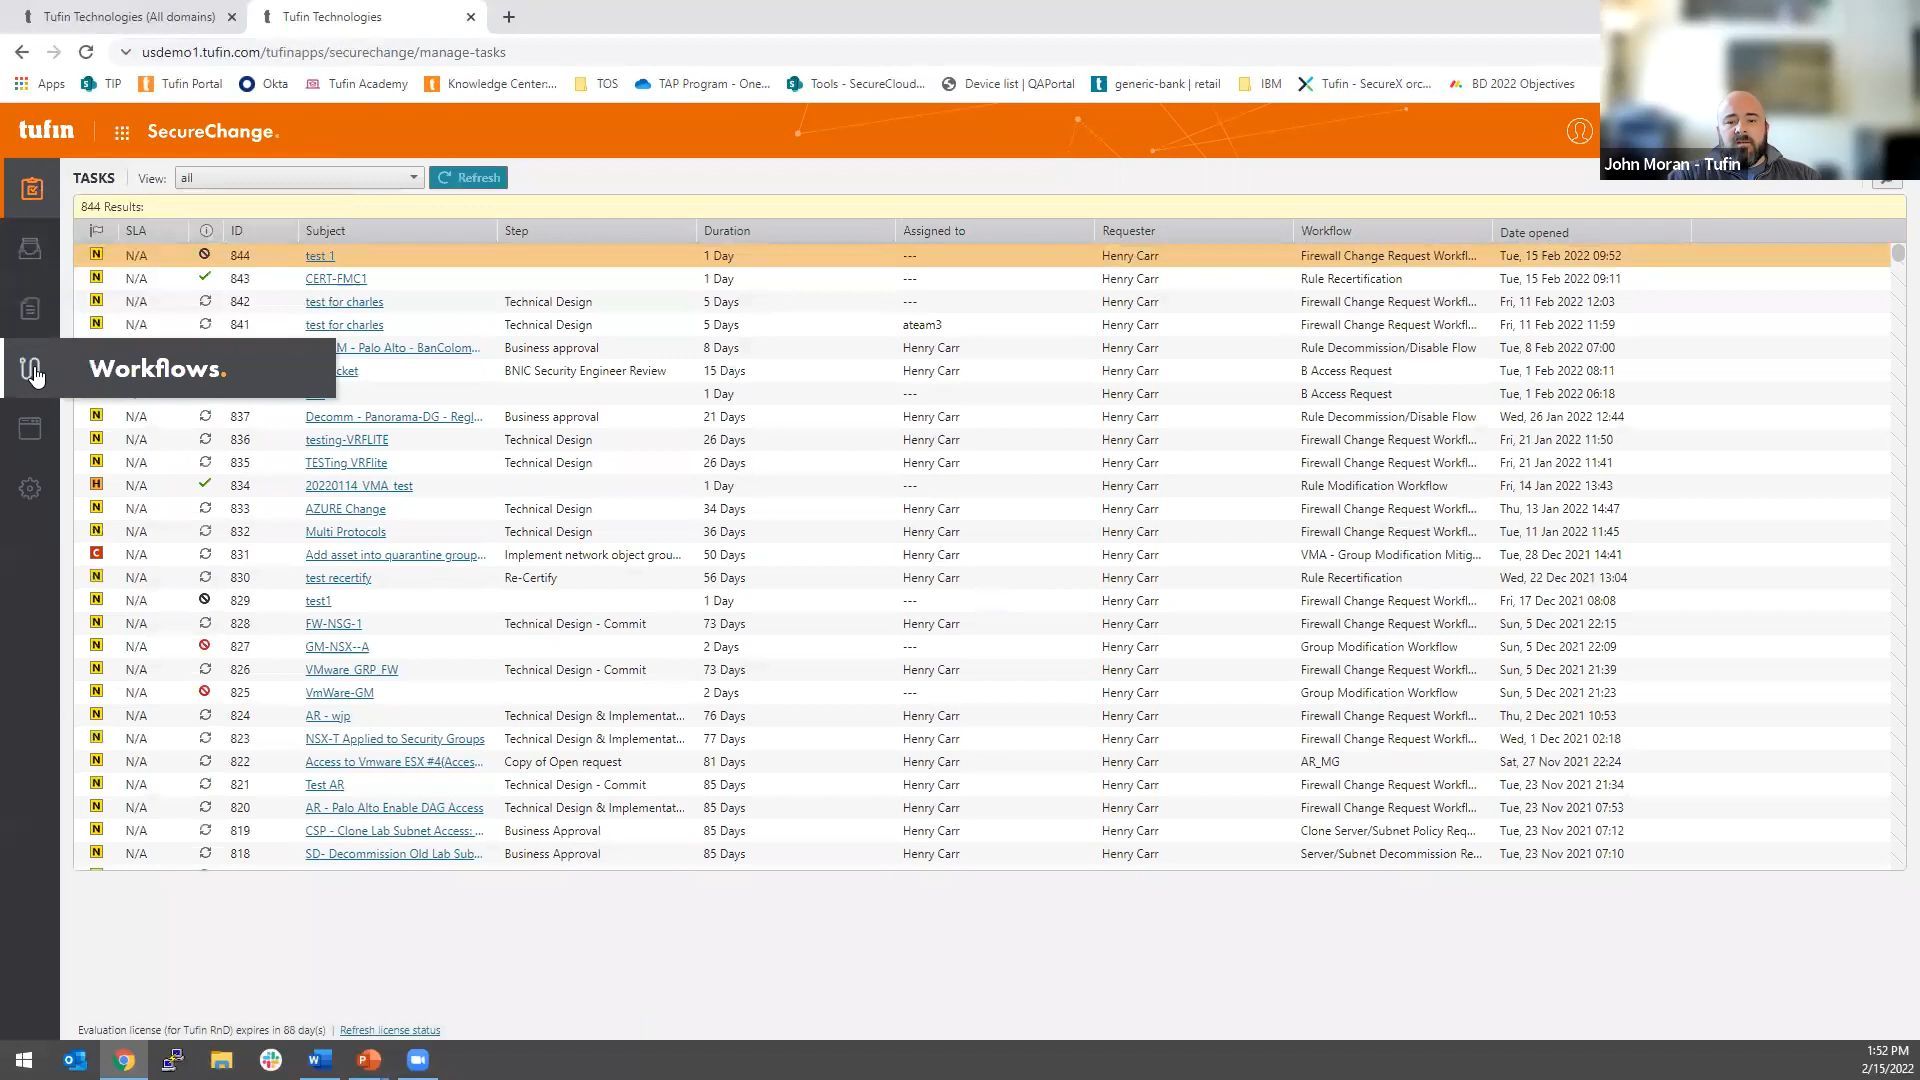 Tufin Technologies (All domains)
Tufin Technologies
usdemo1.tufin.com/tufinapps/securechange/manage-tasks
Apps TIP Tufin Portal Okta Tufin Academy Knowledge Center... TOS TAP Program - One... Tools - SecureCloud... Device list | QAPortal generic-bank | retail IBM Tufin - SecureX orc... BD 2022 Objectives
tufin SecureChange.
John Moran - Tufin
TASKS View: all Refresh
844 Results:
SLA ID Subject Step Duration Assigned to Requester Workflow Date opened
N N/A 844 test 1 1 Day --- Henry Carr Firewall Change Request Workfl... Tue, 15 Feb 2022 09:52
N N/A 843 CERT-FMC1 1 Day --- Henry Carr Rule Recertification Tue, 15 Feb 2022 09:11
N N/A 842 test for charles Technical Design 5 Days --- Henry Carr Firewall Change Request Workfl... Fri, 11 Feb 2022 12:03
N N/A 841 test for charles Technical Design 5 Days ateam3 Henry Carr Firewall Change Request Workfl... Fri, 11 Feb 2022 11:59
M - Palo Alto - BanColom... Business approval 8 Days Henry Carr Henry Carr Rule Decommission/Disable Flow Tue, 8 Feb 2022 07:00
Workflows.
cket BNIC Security Engineer Review 15 Days Henry Carr Henry Carr B Access Request Tue, 1 Feb 2022 08:11
1 Day --- Henry Carr B Access Request Tue, 1 Feb 2022 06:18
N N/A 837 Decomm - Panorama-DG - Regl... Business approval 21 Days Henry Carr Henry Carr Rule Decommission/Disable Flow Wed, 26 Jan 2022 12:44
N N/A 836 testing-VRFLITE Technical Design 26 Days Henry Carr Henry Carr Firewall Change Request Workfl... Fri, 21 Jan 2022 11:50
N N/A 835 TESTing VRFlite Technical Design 26 Days Henry Carr Henry Carr Firewall Change Request Workfl... Fri, 21 Jan 2022 11:41
H N/A 834 20220114_VMA_test 1 Day --- Henry Carr Rule Modification Workflow Fri, 14 Jan 2022 13:43
N N/A 833 AZURE Change Technical Design 34 Days Henry Carr Henry Carr Firewall Change Request Workfl... Thu, 13 Jan 2022 14:47
N N/A 832 Multi Protocols Technical Design 36 Days Henry Carr Henry Carr Firewall Change Request Workfl... Tue, 11 Jan 2022 11:45
C N/A 831 Add asset into quarantine group... Implement network object grou... 50 Days Henry Carr Henry Carr VMA - Group Modification Mitig... Tue, 28 Dec 2021 14:41
N N/A 830 test recertify Re-Certify 56 Days Henry Carr Henry Carr Rule Recertification Wed, 22 Dec 2021 13:04
N N/A 829 test1 1 Day --- Henry Carr Firewall Change Request Workfl... Fri, 17 Dec 2021 08:08
N N/A 828 FW-NSG-1 Technical Design - Commit 73 Days Henry Carr Henry Carr Firewall Change Request Workfl... Sun, 5 Dec 2021 22:15
N N/A 827 GM-NSX--A 2 Days --- Henry Carr Group Modification Workflow Sun, 5 Dec 2021 22:09
N N/A 826 VMware_GRP_FW Technical Design - Commit 73 Days Henry Carr Henry Carr Firewall Change Request Workfl... Sun, 5 Dec 2021 21:39
N N/A 825 VmWare-GM 2 Days --- Henry Carr Group Modification Workflow Sun, 5 Dec 2021 21:23
N N/A 824 AR - wjp Technical Design & Implementat... 76 Days Henry Carr Henry Carr Firewall Change Request Workfl... Thu, 2 Dec 2021 10:53
N N/A 823 NSX-T Applied to Security Groups Technical Design & Implementat... 77 Days Henry Carr Henry Carr Firewall Change Request Workfl... Wed, 1 Dec 2021 02:18
N N/A 822 Access to Vmware ESX #4(Acces... Copy of Open request 81 Days Henry Carr Henry Carr AR_MG Sat, 27 Nov 2021 22:24
N N/A 821 Test AR Technical Design - Commit 85 Days Henry Carr Henry Carr Firewall Change Request Workfl... Tue, 23 Nov 2021 21:34
N N/A 820 AR - Palo Alto Enable DAG Access Technical Design & Implementat... 85 Days Henry Carr Henry Carr Firewall Change Request Workfl... Tue, 23 Nov 2021 07:53
N N/A 819 CSP - Clone Lab Subnet Access: ... Business Approval 85 Days Henry Carr Henry Carr Clone Server/Subnet Policy Req... Tue, 23 Nov 2021 07:12
N N/A 818 SD- Decommission Old Lab Sub... Business Approval 85 Days Henry Carr Henry Carr Server/Subnet Decommission Re... Tue, 23 Nov 2021 07:10
Evaluation license (for Tufin RnD) expires in 88 day(s) | Refresh license status
1:52 PM
2/15/2022